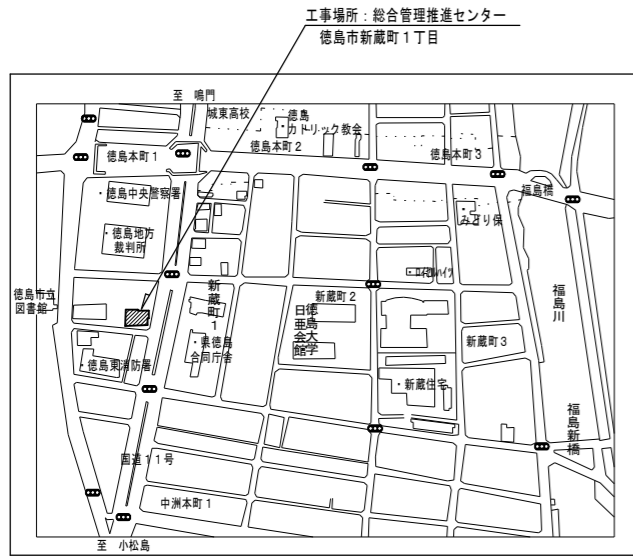 工事場所：総合管理推進センター
徳島市新蔵町１丁目
至　鳴門
城東高校
徳島
カトリック教会
徳島本町１
徳島本町２
徳島本町３
・徳島中央警察署
福島橋
・みどり保
・徳島地方
裁判所
ロイヤルハイツ
徳島市立
図書館
新蔵町１
新蔵町２
福島川
徳島大学
日亜会館
・県徳島
合同庁舎
新蔵町３
・徳島東消防署
・新蔵住宅
福島新橋
国道１１号
中洲本町１
至　小松島